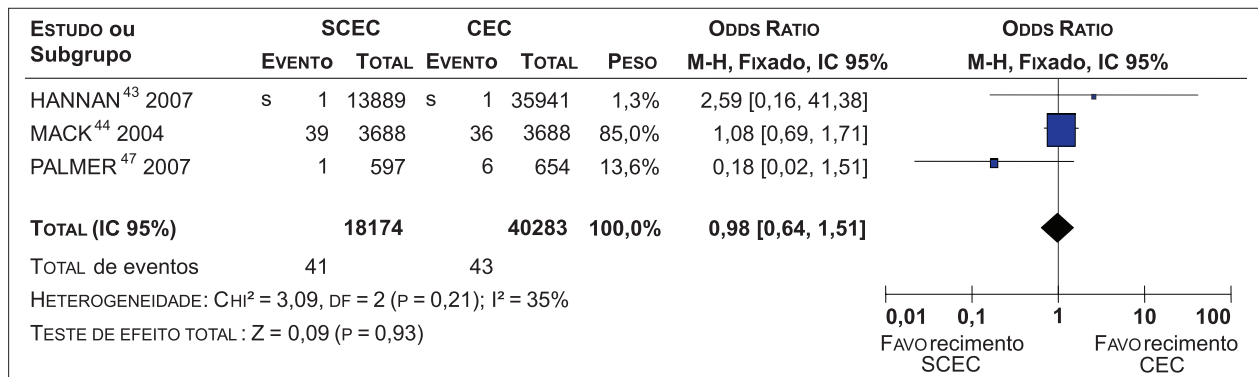 ESTUDO ou SCEC CEC ODDS RATIO ODDS RATIO
Subgrupo EVENTO TOTAL EVENTO TOTAL PESO M-H, FIXADO, IC 95% M-H, FIXADO, IC 95%
HANNAN43 2007 s 1 13889 s 1 35941 1,3% 2,59 [0,16, 41,38]
MACK44 2004 39 3688 36 3688 85,0% 1,08 [0,69, 1,71]
PALMER47 2007 1 597 6 654 13,6% 0,18 [0,02, 1,51]
TOTAL (IC 95%) 18174 40283 100,0% 0,98 [0,64, 1,51]
TOTAL de eventos 41 43
HETEROGENEIDADE: CHI² = 3,09, DF = 2 (P = 0,21); I² = 35%
TESTE DE EFEITO TOTAL : Z = 0,09 (P = 0,93)
0,01 0,1 1 10 100
FAVO recimento FAVO recimento
SCEC CEC